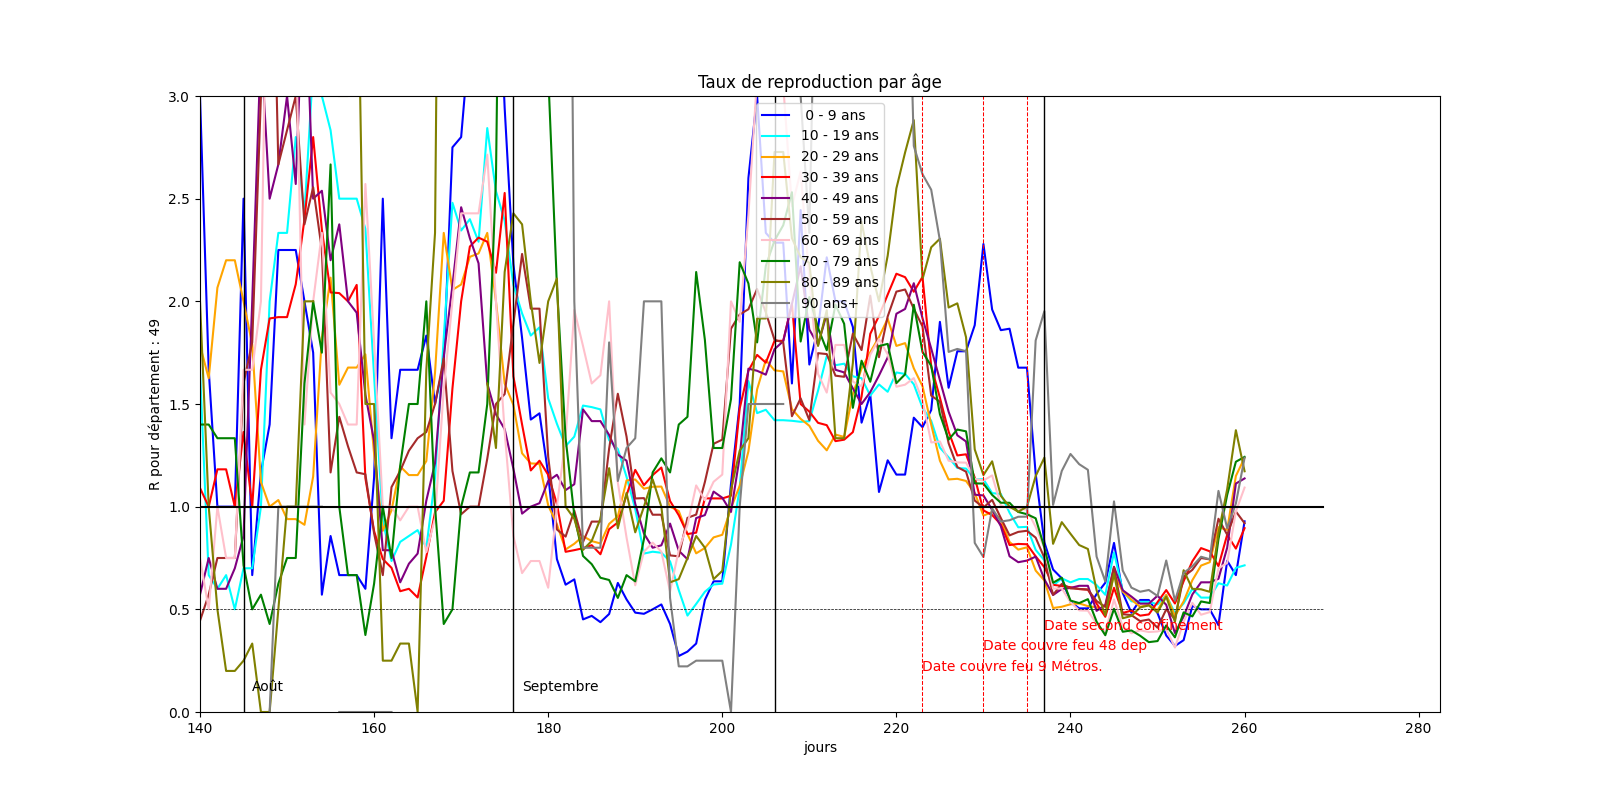 Taux de reproduction par âge
R pour département : 49
3.0
2.5
2.0
1.5
1.0
0.5
0.0
0 - 9 ans
10 - 19 ans
20 - 29 ans
30 - 39 ans
40 - 49 ans
50 - 59 ans
60 - 69 ans
70 - 79 ans
80 - 89 ans
90 ans+
Date second confinement
Date couvre feu 48 dep
Date couvre feu 9 Métros.
Août
Septembre
140
160
180
200
220
240
260
280
jours